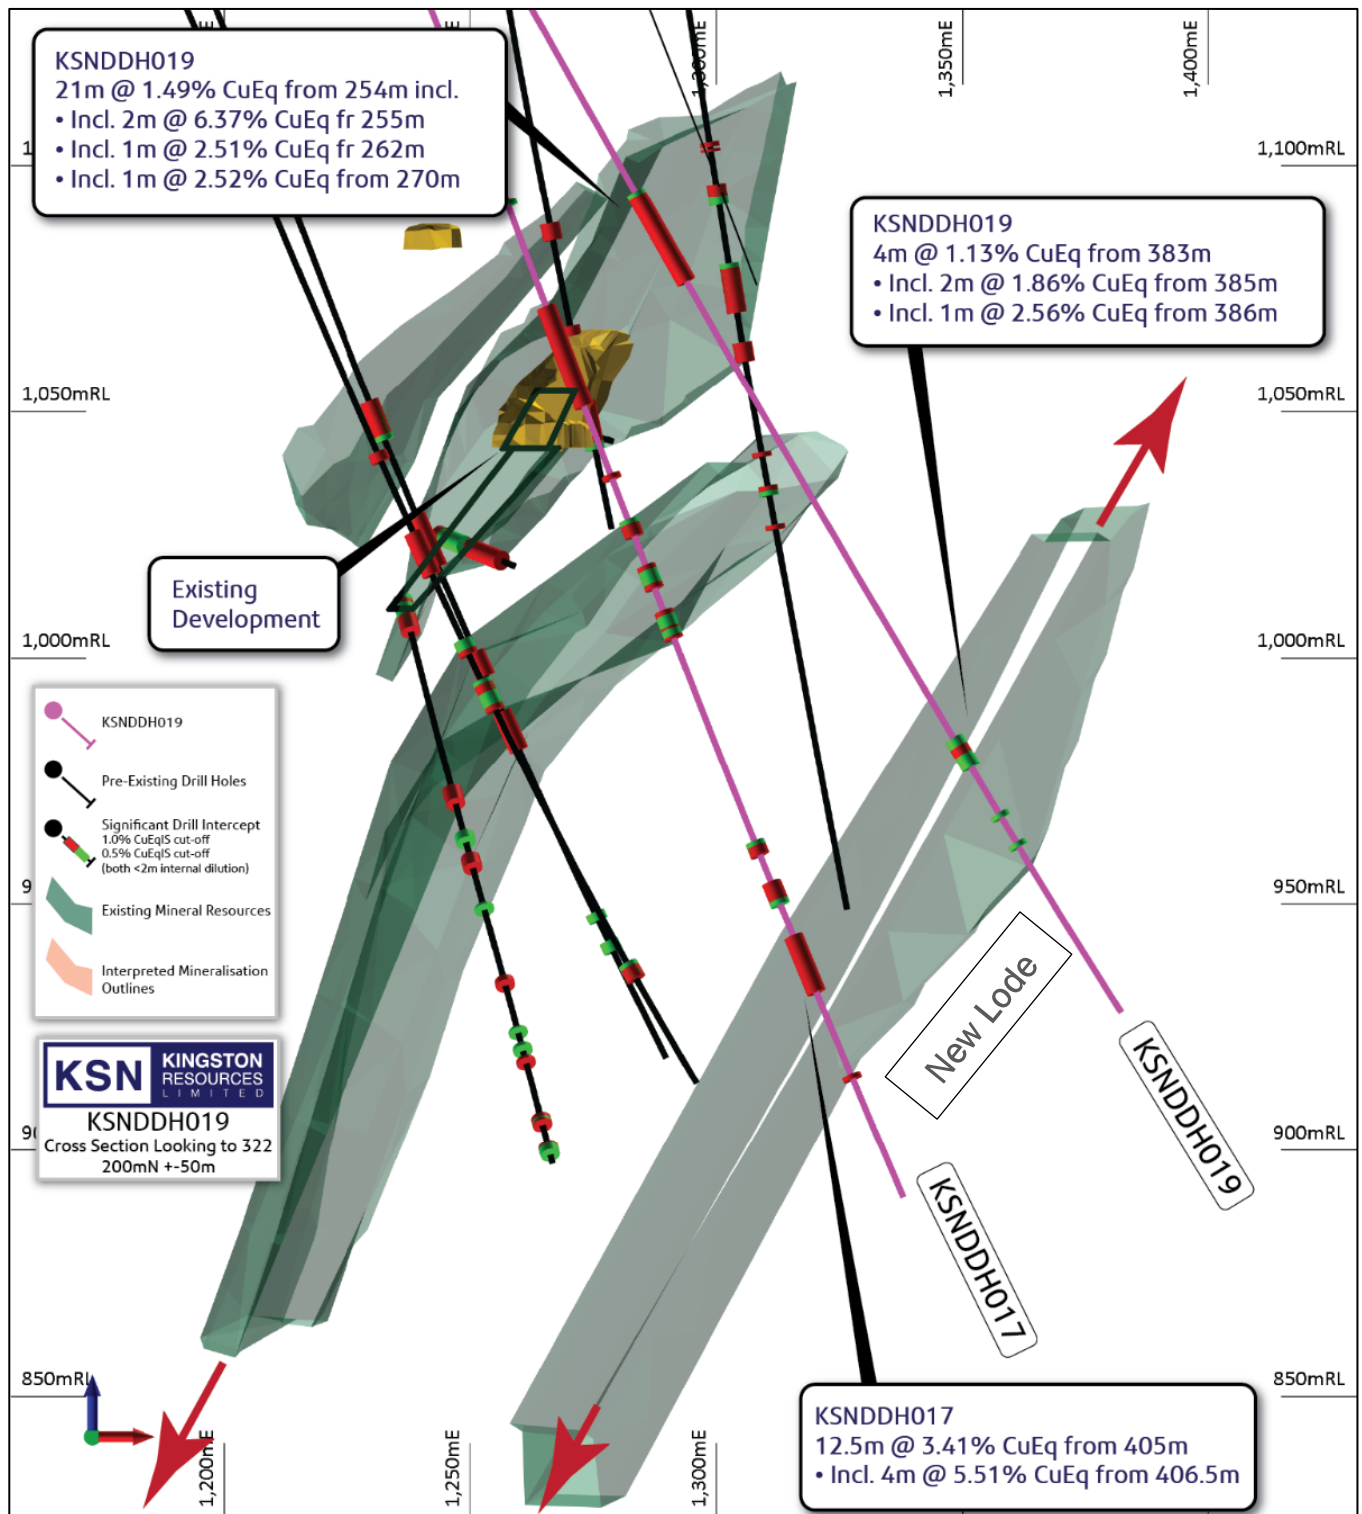 1,300mE
1,350mE
1,400mE
KSNDDH019
21m @ 1.49% CuEq from 254m incl.
• Incl. 2m @ 6.37% CuEq fr 255m
• Incl. 1m @ 2.51% CuEq fr 262m
• Incl. 1m @ 2.52% CuEq from 270m
1,100mRL
KSNDDH019
4m @ 1.13% CuEq from 383m
• Incl. 2m @ 1.86% CuEq from 385m
• Incl. 1m @ 2.56% CuEq from 386m
1,050mRL
1,050mRL
Existing
Development
1,000mRL
1,000mRL
KSNDDH019
Pre-Existing Drill Holes
Significant Drill Intercept
1.0% CuEqIS cut-off
0.5% CuEqIS cut-off
(both <2m internal dilution)
Existing Mineral Resources
Interpreted Mineralisation
Outlines
950mRL
New Lode
KSN KINGSTON
RESOURCES
LIMITED
KSNDDH019
Cross Section Looking to 322
200mN +-50m
900mRL
KSNDDH019
KSNDDH017
850mRL
850mRL
KSNDDH017
12.5m @ 3.41% CuEq from 405m
• Incl. 4m @ 5.51% CuEq from 406.5m
1,200mE
1,250mE
1,300mE